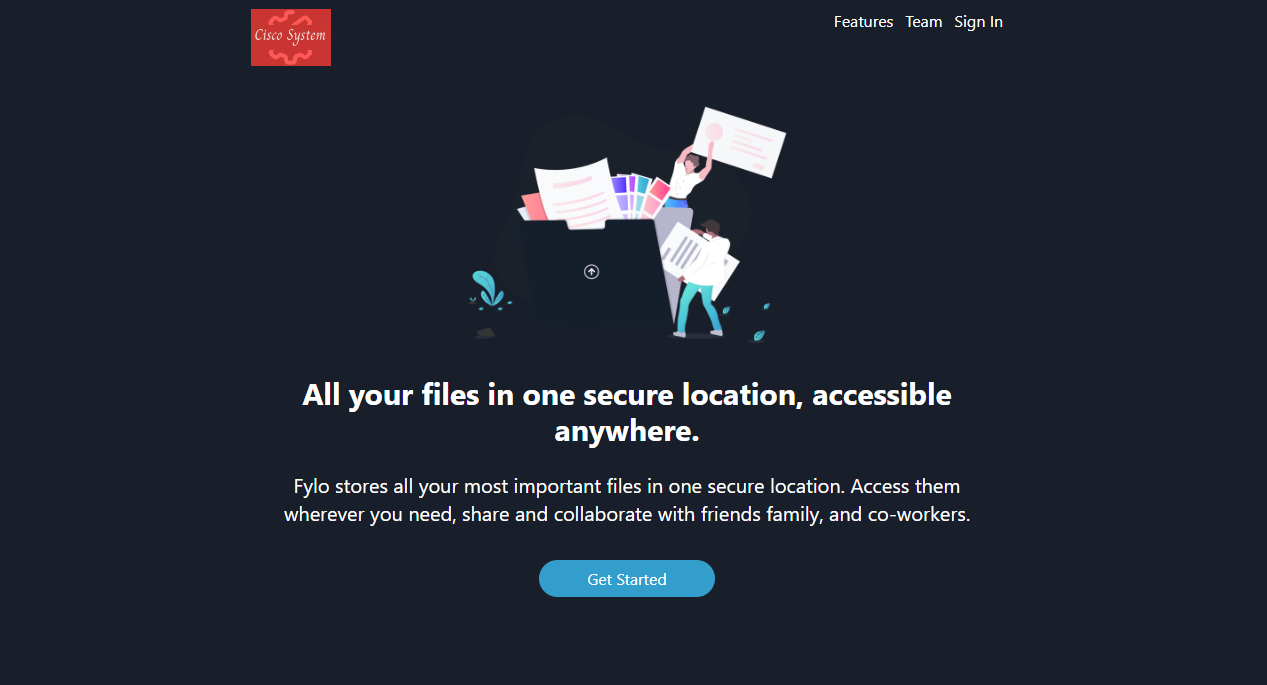 Cisco System
Features Team Sign In
All your files in one secure location, accessible
anywhere.
Fylo stores all your most important files in one secure location. Access them
wherever you need, share and collaborate with friends family, and co-workers.
Get Started